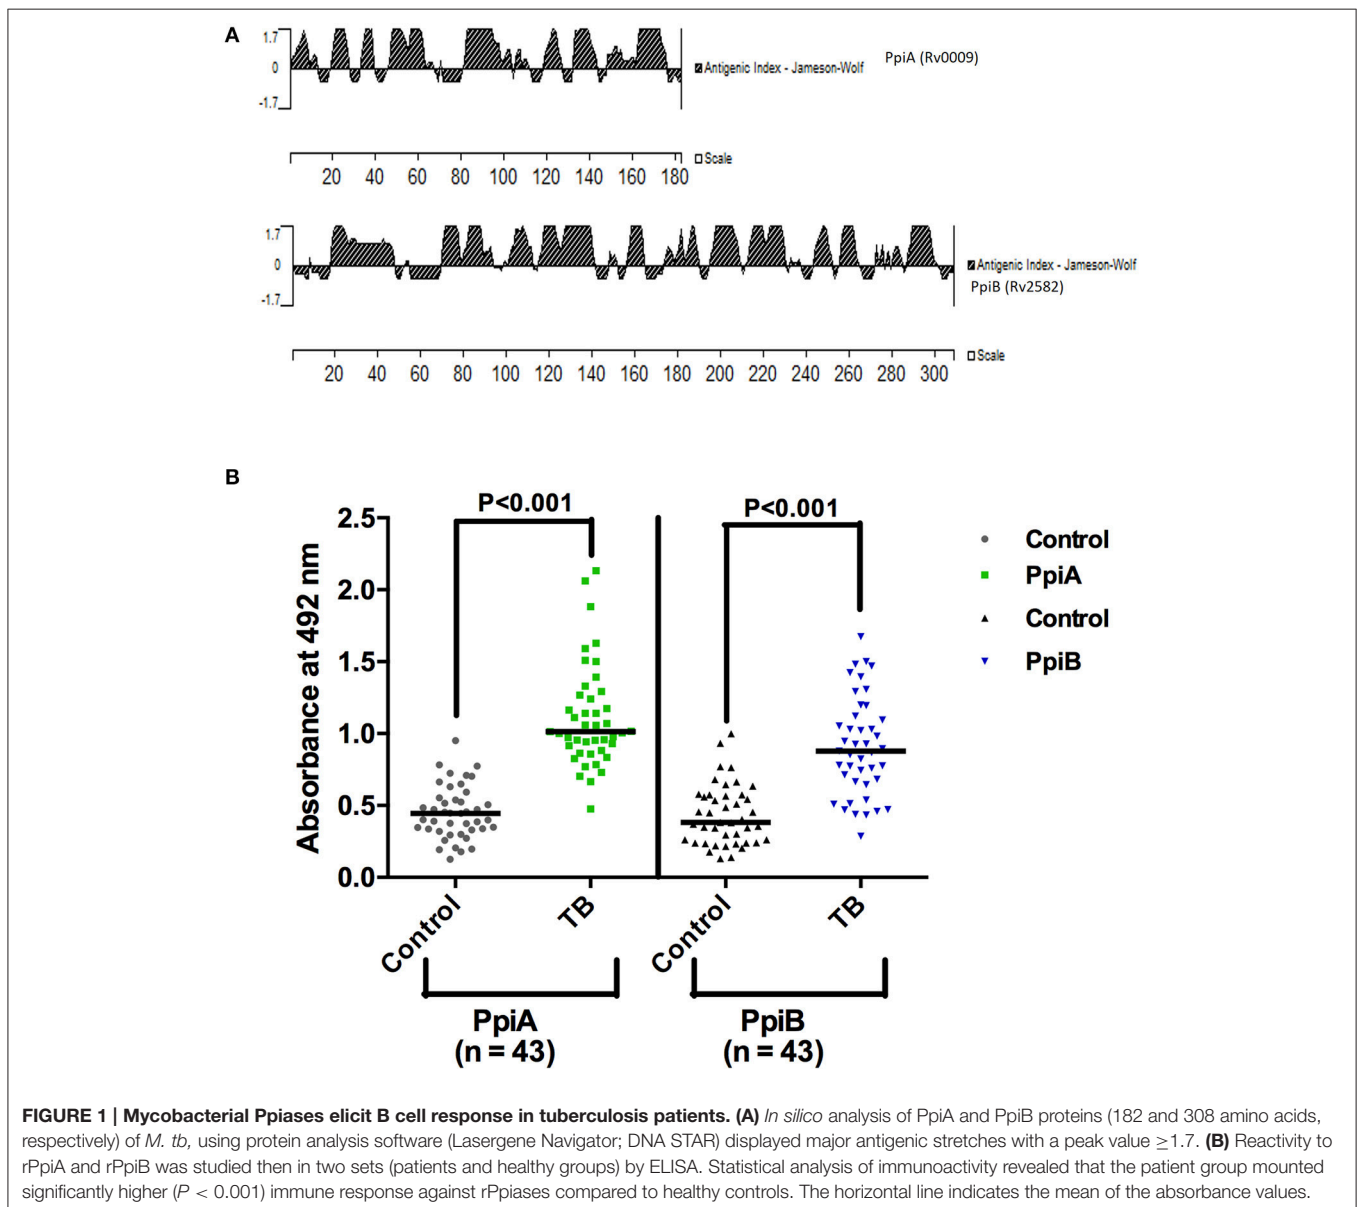 A
1.7
0
-1.7
Antigenic Index - Jameson-Wolf
PpiA (Rv0009)
Scale
20 40 60 80 100 120 140 160 180
1.7
0
-1.7
Antigenic Index - Jameson-Wolf
PpiB (Rv2582)
Scale
20 40 60 80 100 120 140 160 180 200 220 240 260 280 300
B
P<0.001
P<0.001
2.5
2.0
1.5
1.0
0.5
0.0
Absorbance at 492 nm
Control
PpiA
Control
PpiB
Control TB Control TB
PpiA PpiB
(n = 43) (n = 43)
FIGURE 1 | Mycobacterial Ppiases elicit B cell response in tuberculosis patients. (A) In silico analysis of PpiA and PpiB proteins (182 and 308 amino acids,
respectively) of M. tb, using protein analysis software (Lasergene Navigator; DNA STAR) displayed major antigenic stretches with a peak value ≥1.7. (B) Reactivity to
rPpiA and rPpiB was studied then in two sets (patients and healthy groups) by ELISA. Statistical analysis of immunoactivity revealed that the patient group mounted
significantly higher (P < 0.001) immune response against rPpiases compared to healthy controls. The horizontal line indicates the mean of the absorbance values.